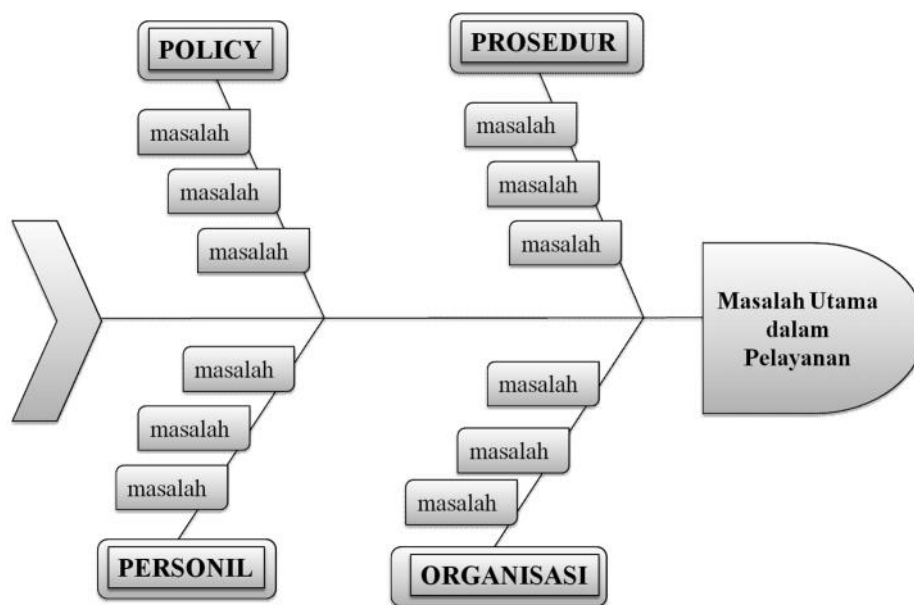 POLICY
PROSEDUR
masalah
masalah
masalah
masalah
masalah
masalah
Masalah Utama
dalam
Pelayanan
masalah
masalah
masalah
masalah
masalah
masalah
PERSONIL
ORGANISASI